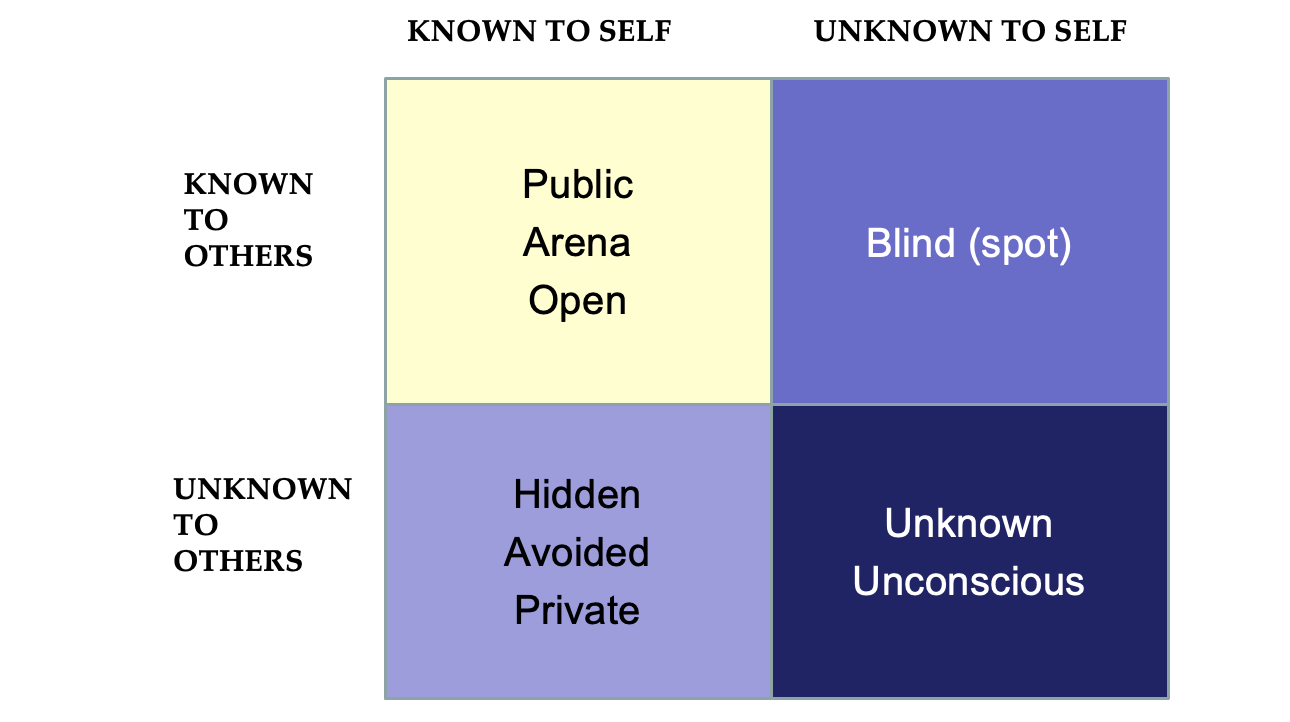 KNOWN TO SELF
UNKNOWN TO SELF
KNOWN
TO
OTHERS
Public
Arena
Open
Blind (spot)
UNKNOWN
TO
OTHERS
Hidden
Avoided
Private
Unknown
Unconscious